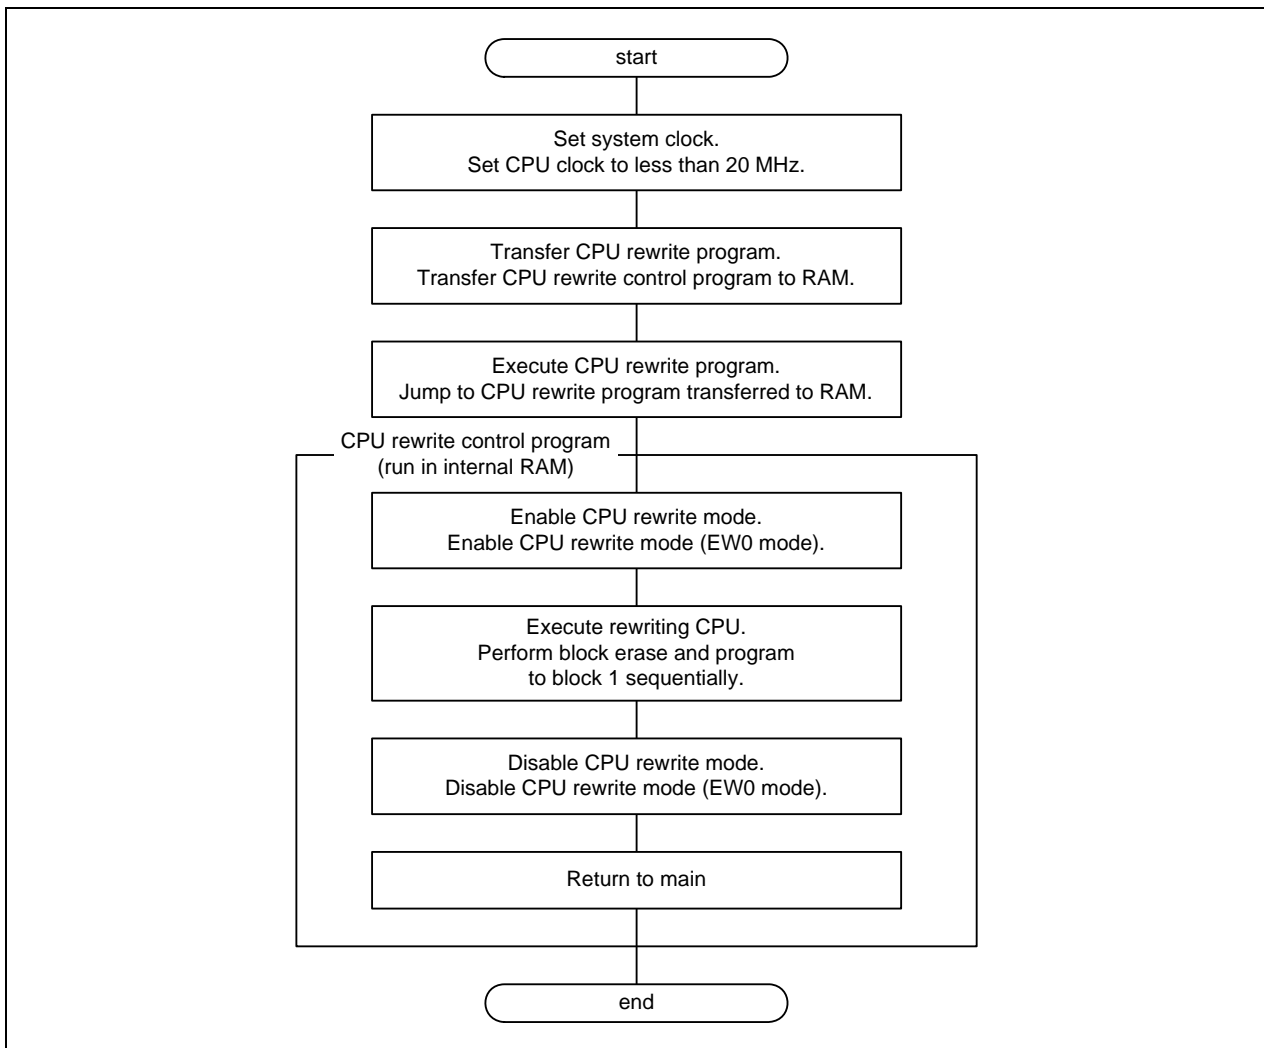 start
Set system clock.
Set CPU clock to less than 20 MHz.
Transfer CPU rewrite program.
Transfer CPU rewrite control program to RAM.
Execute CPU rewrite program.
Jump to CPU rewrite program transferred to RAM.
CPU rewrite control program
(run in internal RAM)
Enable CPU rewrite mode.
Enable CPU rewrite mode (EW0 mode).
Execute rewriting CPU.
Perform block erase and program
to block 1 sequentially.
Disable CPU rewrite mode.
Disable CPU rewrite mode (EW0 mode).
Return to main
end